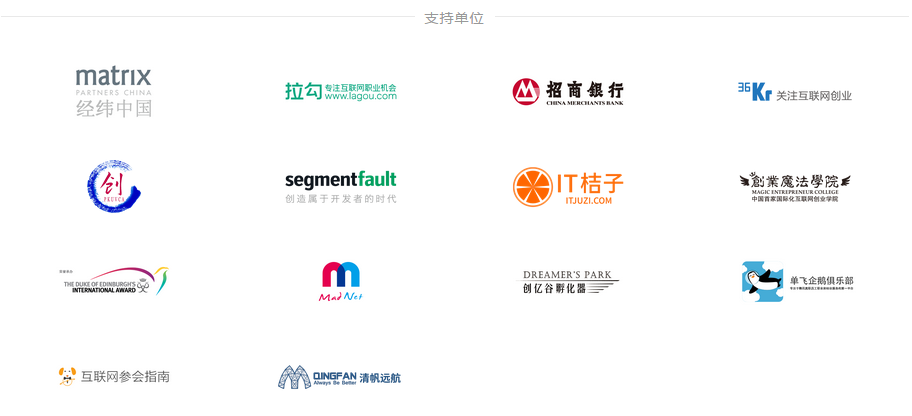 支持单位
matrix
PARTNERS CHINA
经纬中国
拉勾 专注互联网职业机会
www.lagou.com
招商银行
CHINA MERCHANTS BANK
36Kr 关注互联网创业
创
segmentfault
创造属于开发者的时代
IT桔子
ITJUZI.COM
創業魔法學院
MAGIC ENTREPRENEUR COLLEGE
中国首家国际化互联网创业学院
THE DUKE OF EDINBURGH'S
INTERNATIONAL AWARD
Mad Net
DREAMER'S PARK
创亿谷孵化器
单飞企鹅俱乐部
互联网参会指南
QINGFAN 清帆远航
Always Be Better